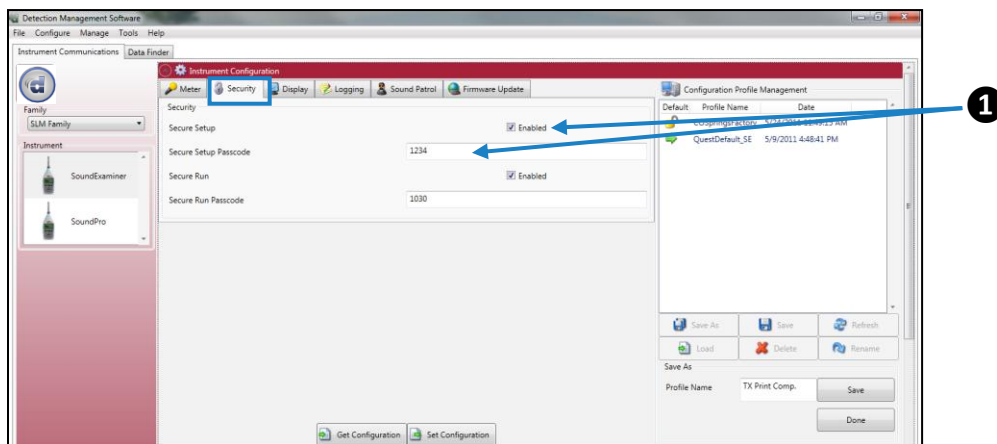 Detection Management Software
File Configure Manage Tools Help
Instrument Communications Data Finder
Instrument Configuration
Meter Security Display Logging Sound Patrol Firmware Update
Family
SLM Family
Instrument
SoundExaminer
SoundPro
Security
Secure Setup Enabled
Secure Setup Passcode 1234
Secure Run Enabled
Secure Run Passcode 1030
Get Configuration Set Configuration
Configuration Profile Management
Default Profile Name Date
QuestDefault_SE 5/9/2011 4:48:41 PM
Save As Save Refresh
Load Delete Rename
Save As
Profile Name TX Print Comp. Save
Done
1